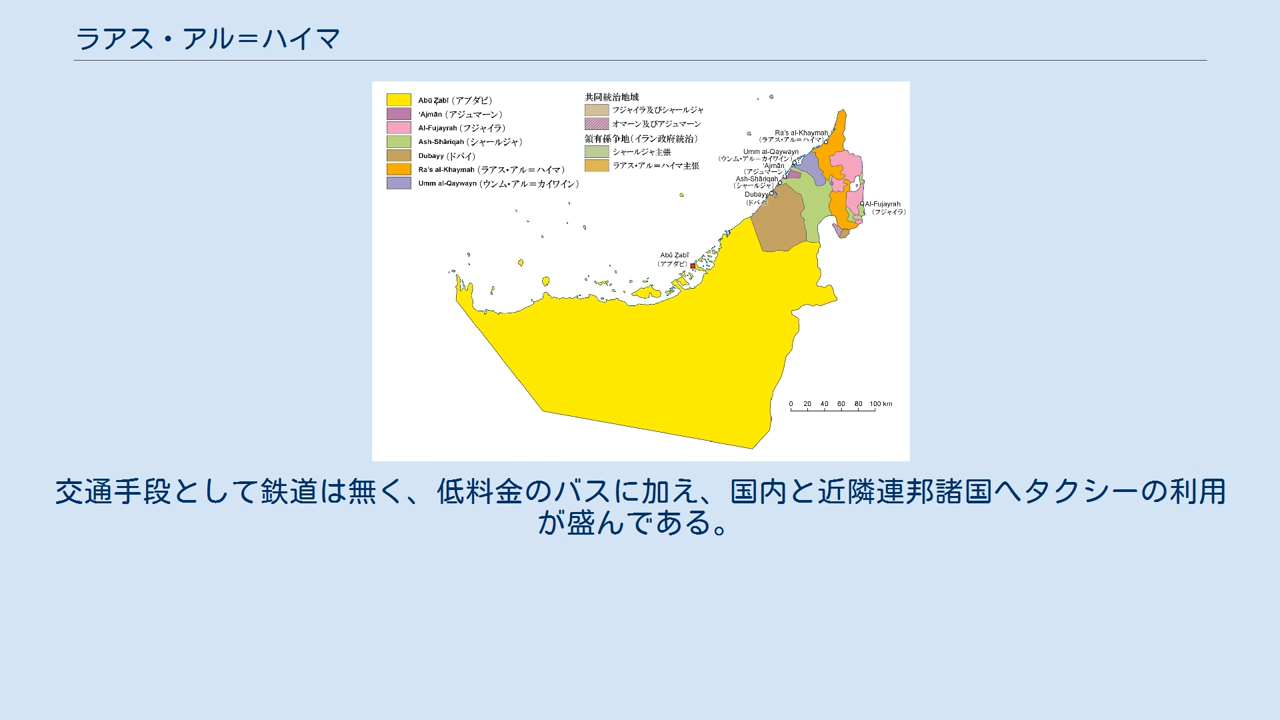 ラアス・アル＝ハイマ
Abū Ẓabī (アブダビ)
'Ajmān (アジュマーン)
Al-Fujayrah (フジャイラ)
Ash-Shāriqah (シャールジャ)
Dubayy (ドバイ)
Ra's al-Khaymah (ラアス・アル＝ハイマ)
Umm al-Qaywayn (ウンム・アル＝カイワイン)
共同統治地域
フジャイラ及びシャールジャ
オマーン及びアジュマーン
領有係争地(イラン政府統治)
シャールジャ主張
ラアス・アル＝ハイマ主張
Ra's al-Khaymah
(ラアス・アル＝ハイマ)
Umm al-Qaywayn
(ウンム・アル＝カイワイン)
'Ajmān
(アジュマーン)
Ash-Shāriqah
(シャールジャ)
Dubayy
(ドバイ)
Al-Fujayrah
(フジャイラ)
Abū Ẓabī
(アブダビ)
0 20 40 60 80 100 km
交通手段として鉄道は無く、低料金のバスに加え、国内と近隣連邦諸国へタクシーの利用
が盛んである。